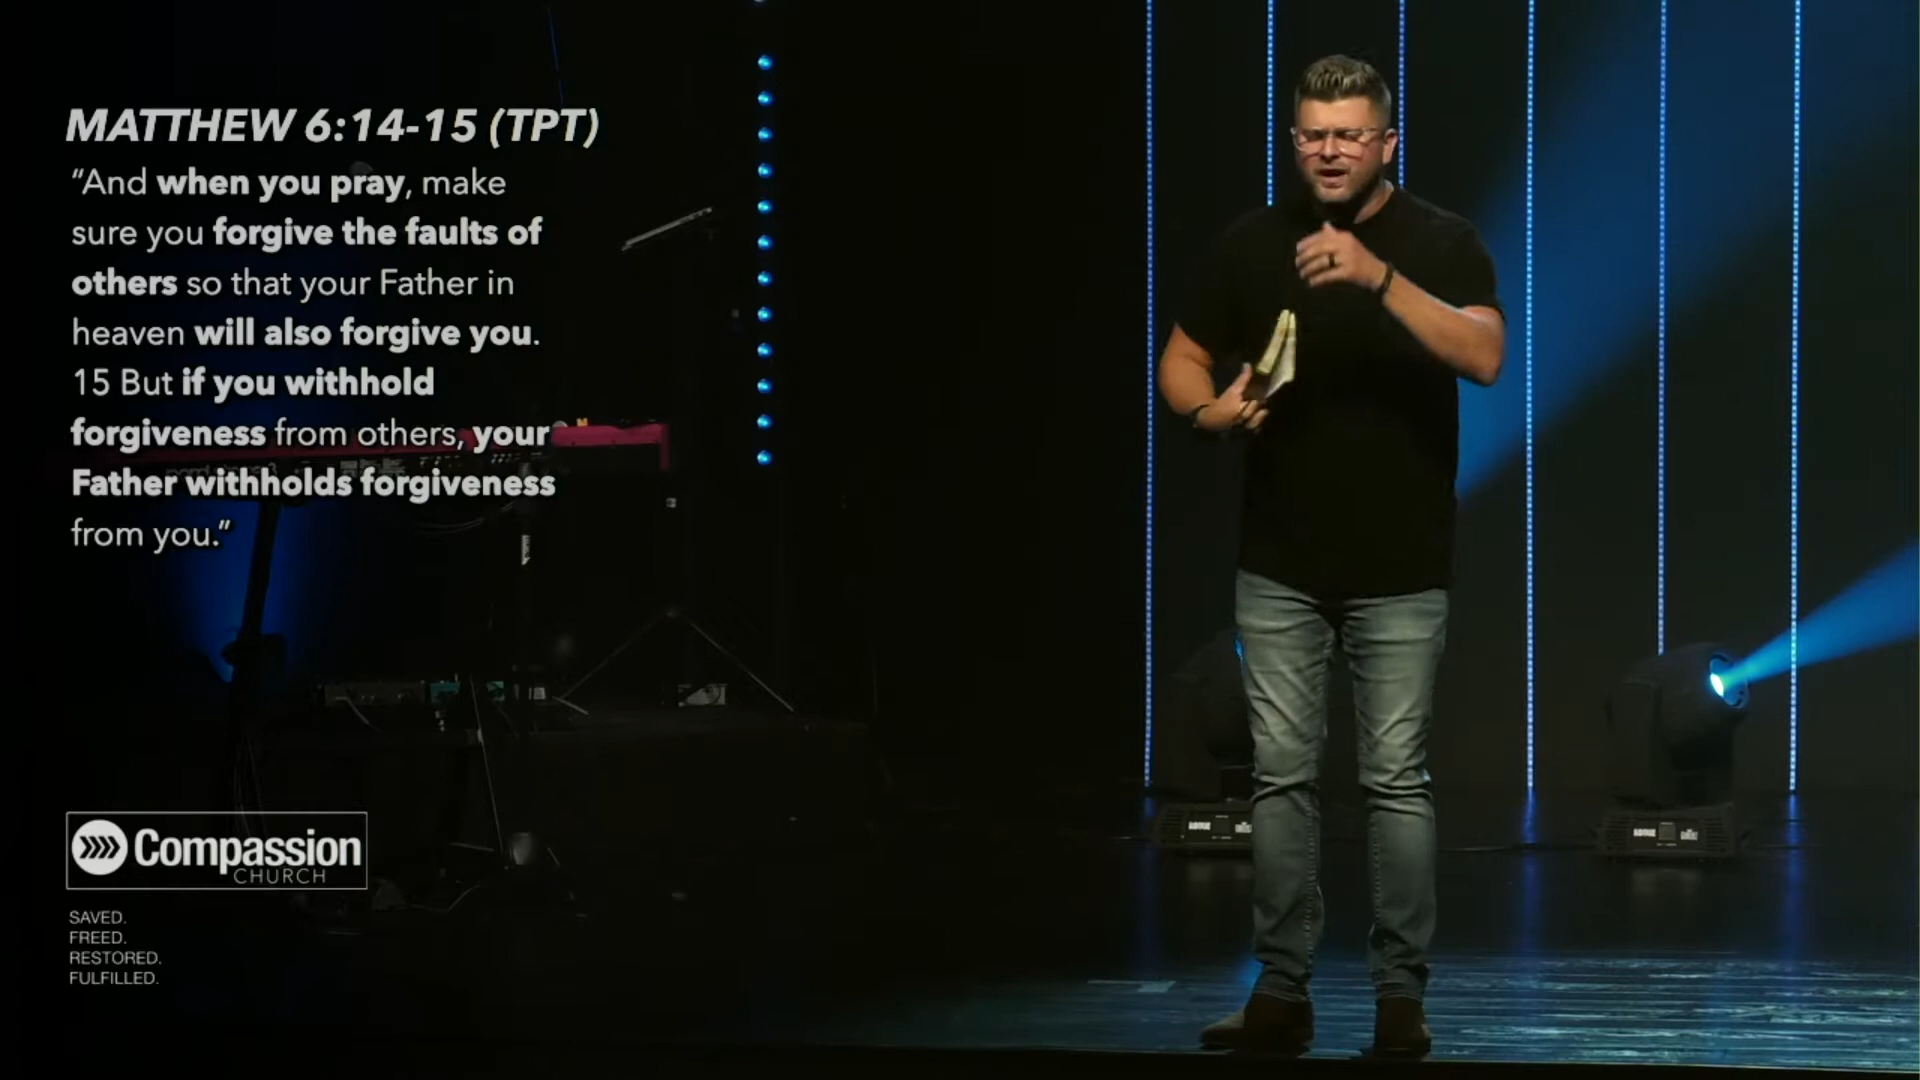 MATTHEW 6:14-15 (TPT)
“And when you pray, make
sure you forgive the faults of
others so that your Father in
heaven will also forgive you.
15 But if you withhold
forgiveness from others, your
Father withholds forgiveness
from you.”
Compassion
CHURCH
SAVED.
FREED.
RESTORED.
FULFILLED.